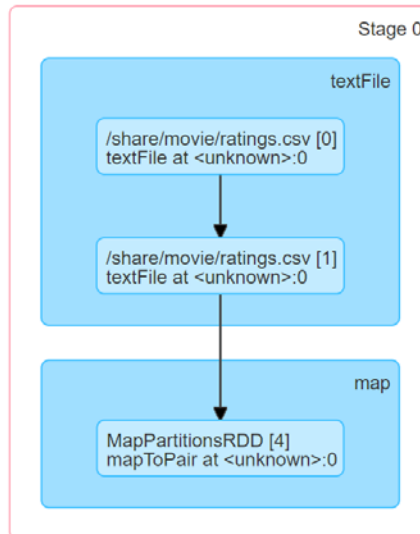 Stage 0
textFile
/share/movie/ratings.csv [0]
textFile at <unknown>:0
/share/movie/ratings.csv [1]
textFile at <unknown>:0
map
MapPartitionsRDD [4]
mapToPair at <unknown>:0